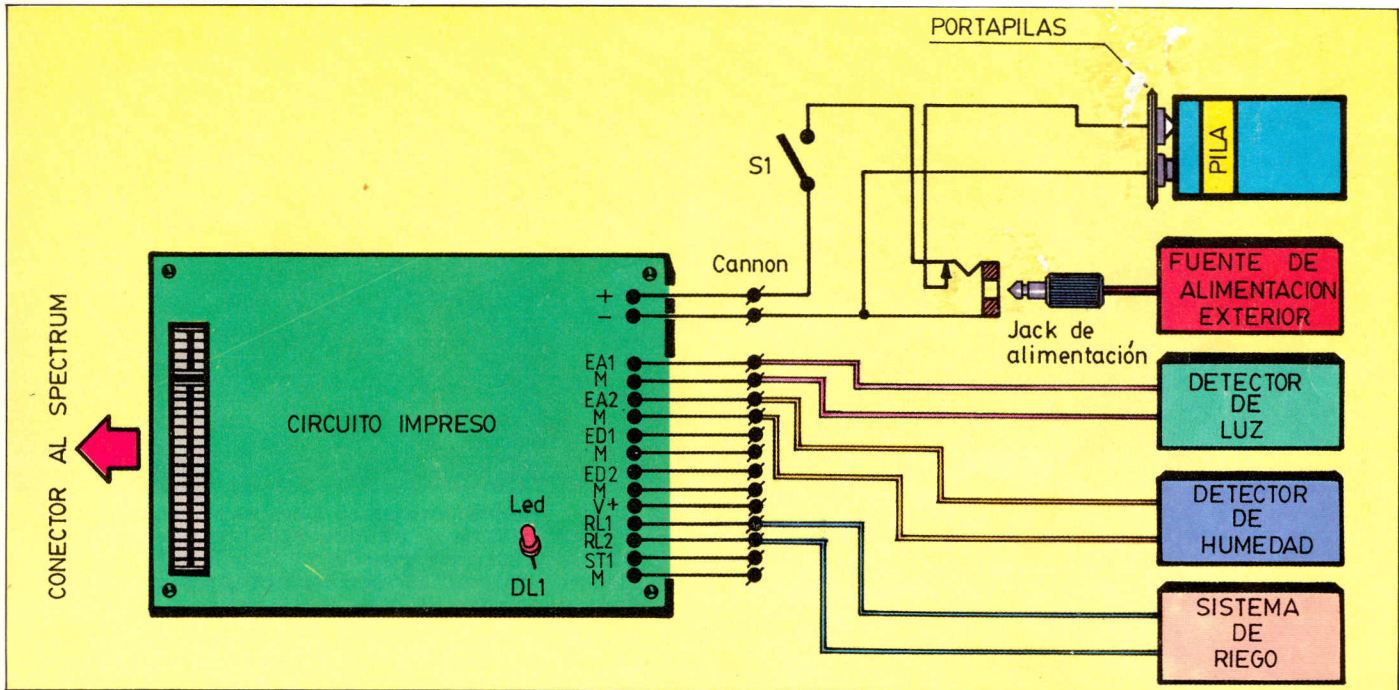 PORTAPILAS
PILA
S1
Cannon
FUENTE DE
ALIMENTACION
EXTERIOR
Jack de
alimentación
CONECTOR AL SPECTRUM
CIRCUITO IMPRESO
Led
DL1
+
-
EA1
M
EA2
M
ED1
M
ED2
M
V+
RL1
RL2
ST1
M
DETECTOR
DE
LUZ
DETECTOR
DE
HUMEDAD
SISTEMA
DE
RIEGO